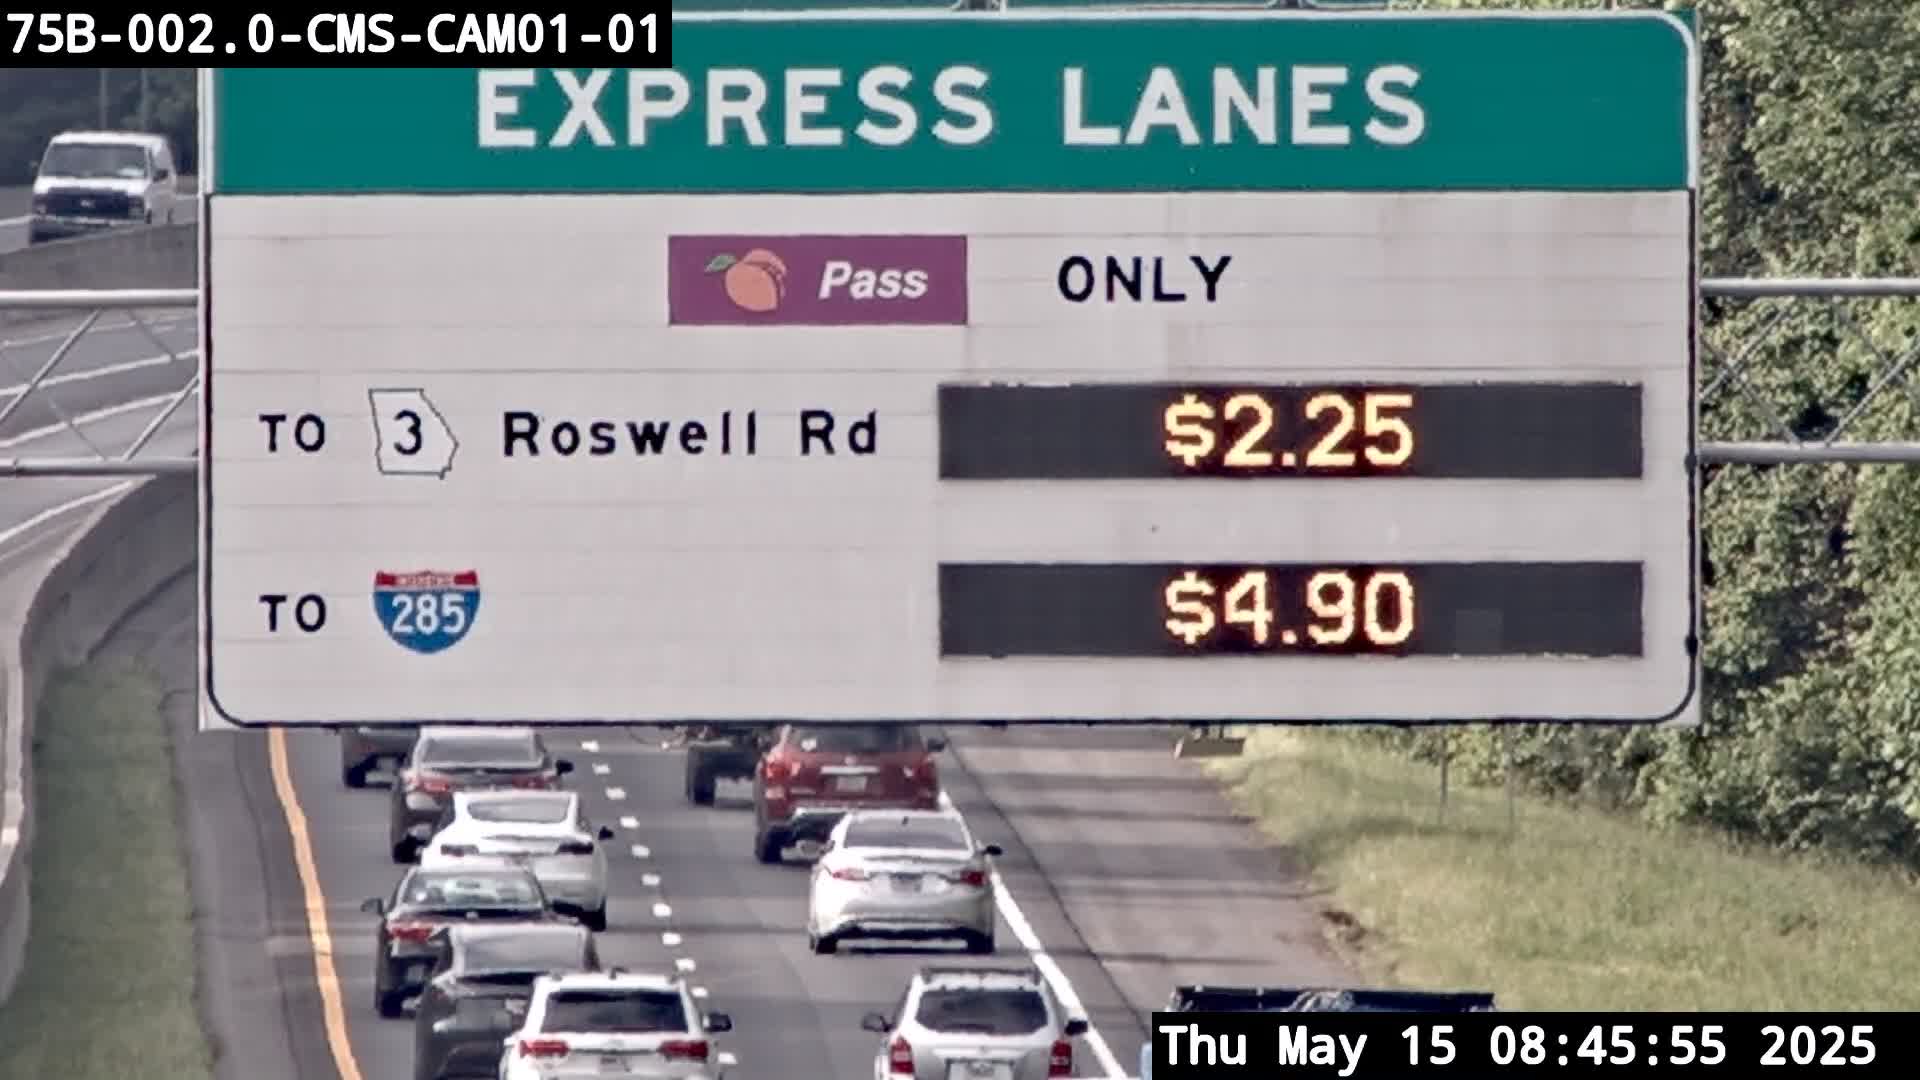 75B-002.0-CMS-CAM01-01
EXPRESS LANES
Pass ONLY
TO 3 Roswell Rd $2.25
TO 285 $4.90
Thu May 15 08:45:55 2025